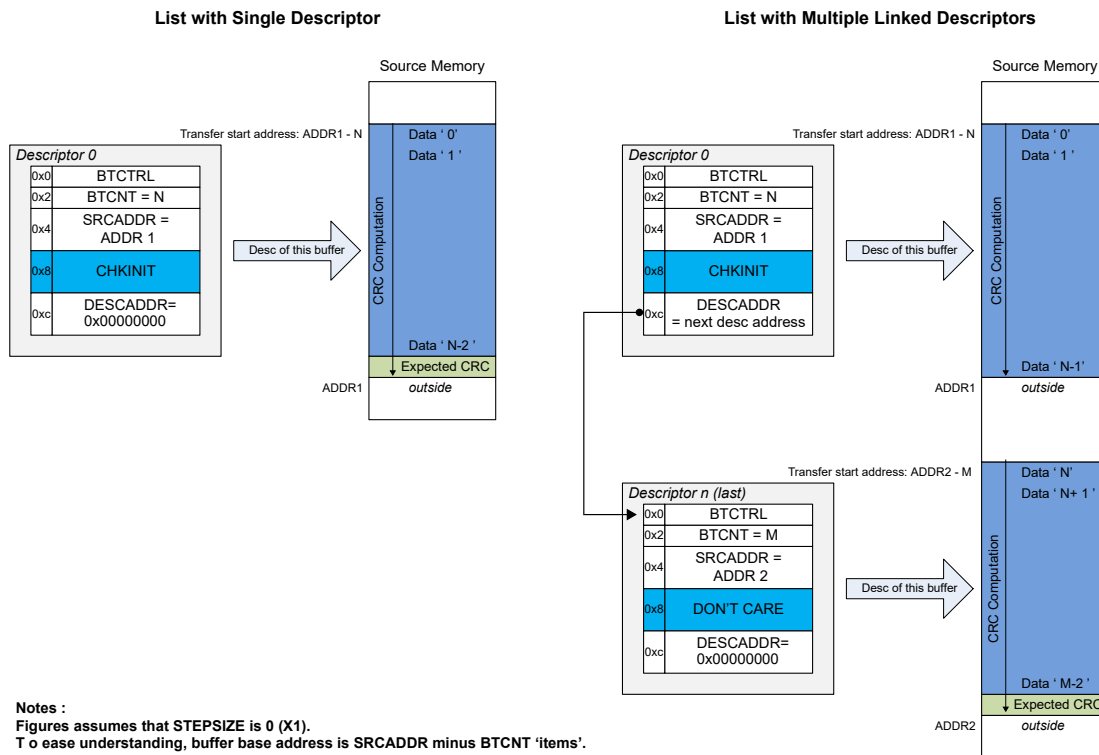 List with Single Descriptor
Source Memory
Transfer start address: ADDR1 - N
Data ‘ 0’
Data ‘ 1 ’
Descriptor 0
0x0 BTCTRL
0x2 BTCNT = N
0x4 SRCADDR =
ADDR 1
0x8 CHKINIT
0xc DESCADDR=
0x00000000
Desc of this buffer
CRC Computation
Data ‘ N-2 ’
Expected CRC
ADDR1
outside
List with Multiple Linked Descriptors
Source Memory
Transfer start address: ADDR1 - N
Data ‘ 0’
Data ‘ 1 ’
Descriptor 0
0x0 BTCTRL
0x2 BTCNT = N
0x4 SRCADDR =
ADDR 1
0x8 CHKINIT
0xc DESCADDR
= next desc address
Desc of this buffer
CRC Computation
Data ‘ N-1’
ADDR1
outside
Transfer start address: ADDR2 - M
Data ‘ N’
Data ‘ N+ 1 ’
Descriptor n (last)
0x0 BTCTRL
0x2 BTCNT = M
0x4 SRCADDR =
ADDR 2
0x8 DON’T CARE
0xc DESCADDR=
0x00000000
Desc of this buffer
CRC Computation
Data ‘ M-2 ’
Expected CRC
ADDR2
outside
Notes :
Figures assumes that STEPSIZE is 0 (X1).
T o ease understanding, buffer base address is SRCADDR minus BTCNT ‘items’.